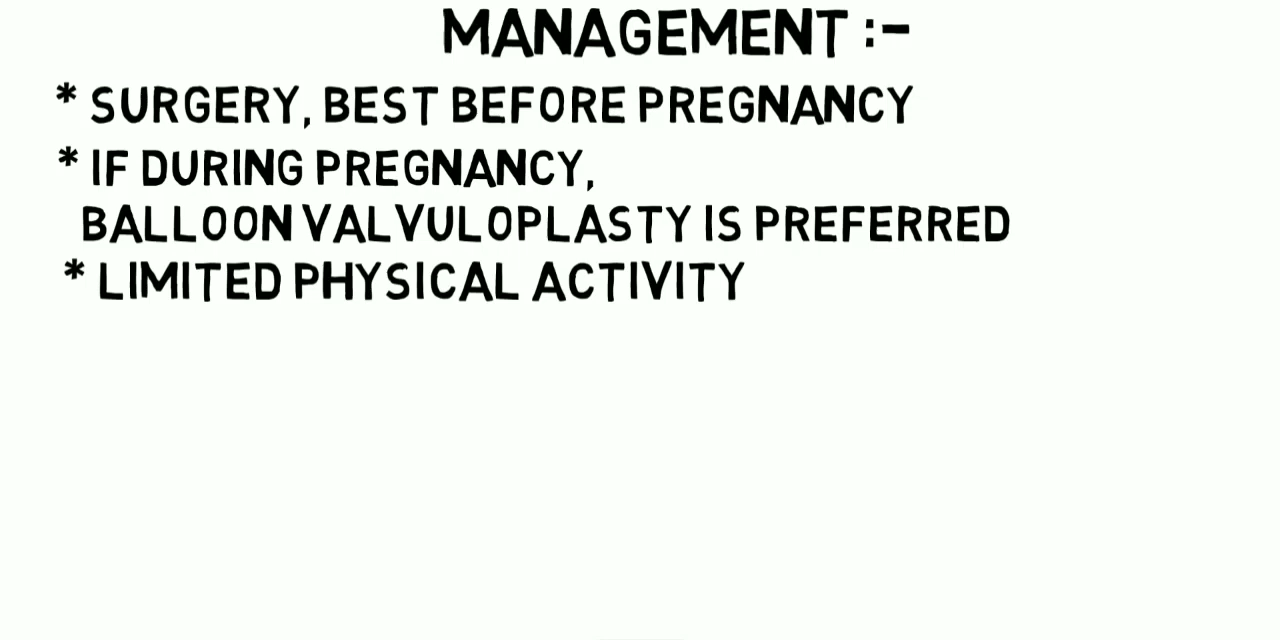 MANAGEMENT :-
* SURGERY, BEST BEFORE PREGNANCY
* IF DURING PREGNANCY,
BALLOON VALVULOPLASTY IS PREFERRED
* LIMITED PHYSICAL ACTIVITY